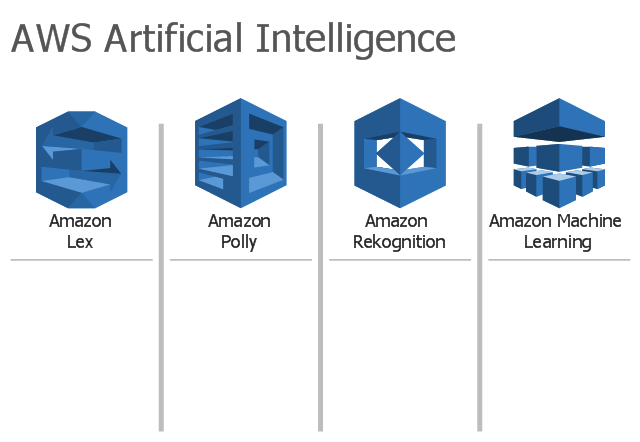 AWS Artificial Intelligence
Amazon
Lex
Amazon
Polly
Amazon
Rekognition
Amazon Machine
Learning